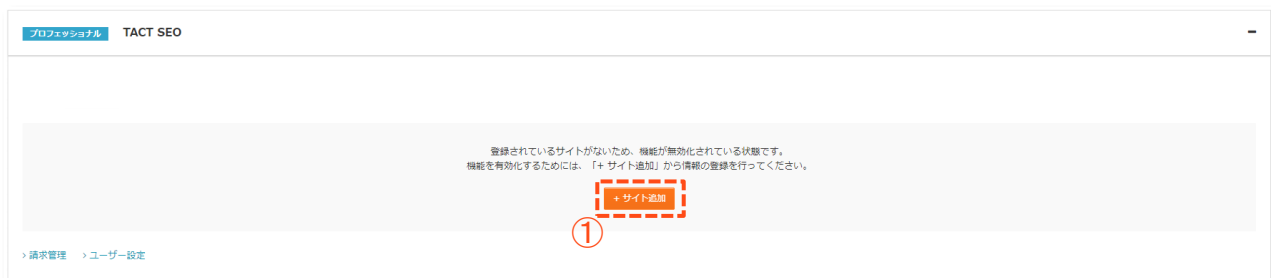 プロフェッショナル TACT SEO
登録されているサイトがないため、機能が無効化されている状態です。
機能を有効化するためには、「+ サイト追加」から情報の登録を行ってください。
+ サイト追加
①
> 請求管理 > ユーザー設定